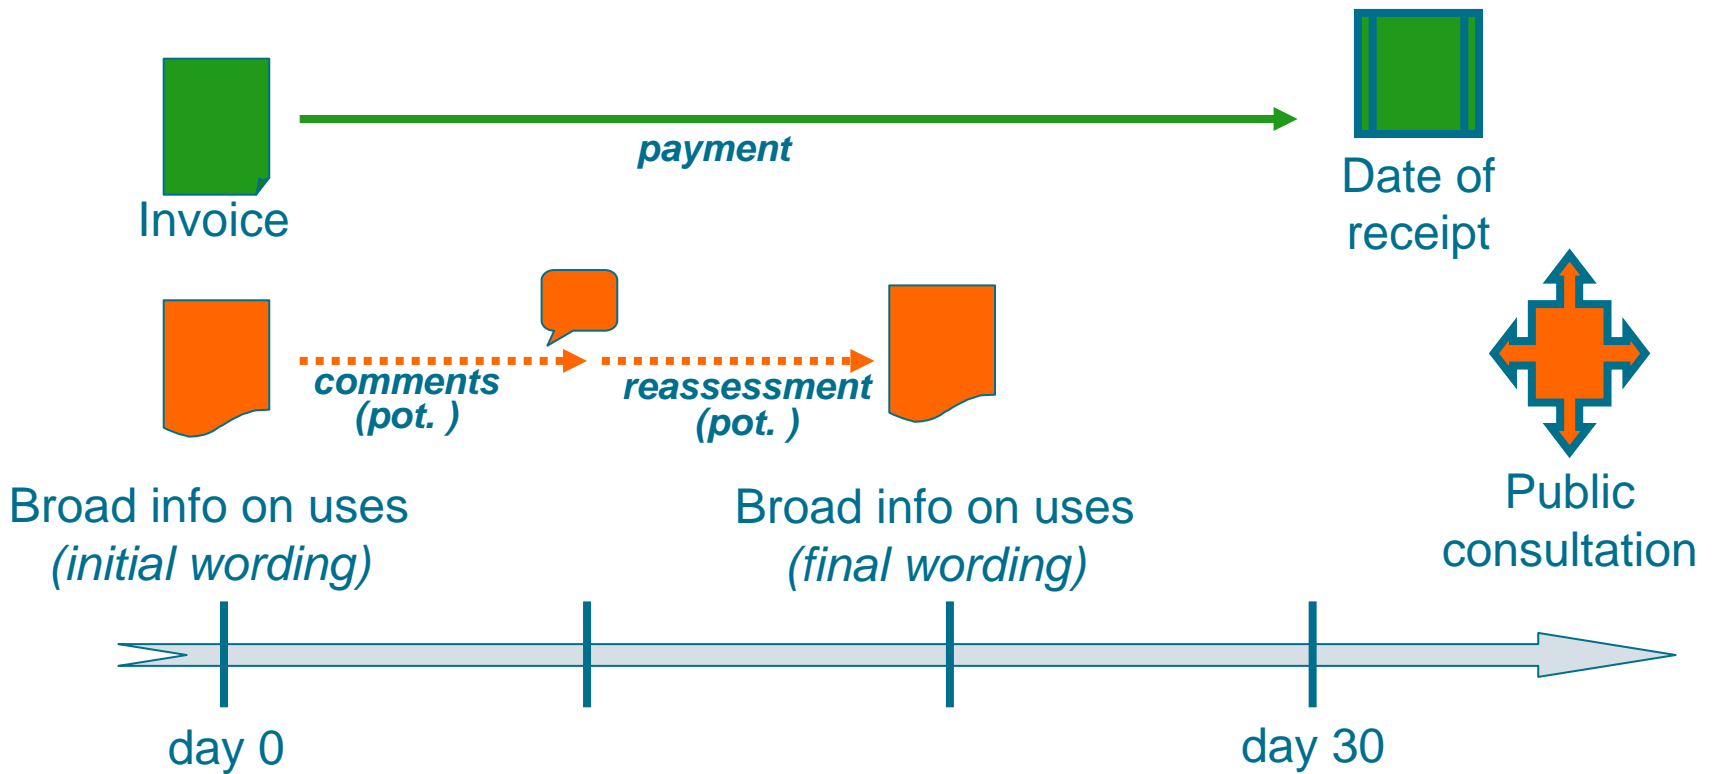 payment
Invoice
Date of
receipt
comments
(pot. )
reassessment
(pot. )
Broad info on uses
(initial wording)
Broad info on uses
(final wording)
Public
consultation
day 0
day 30